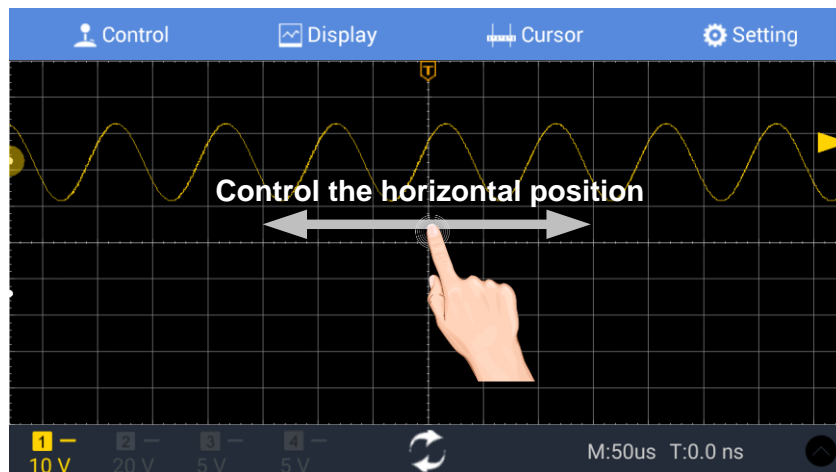 Control Display Cursor Setting
T
Control the horizontal position
1 2 3 4
10 V 20 V 5 V 5 V M:50us T:0.0 ns